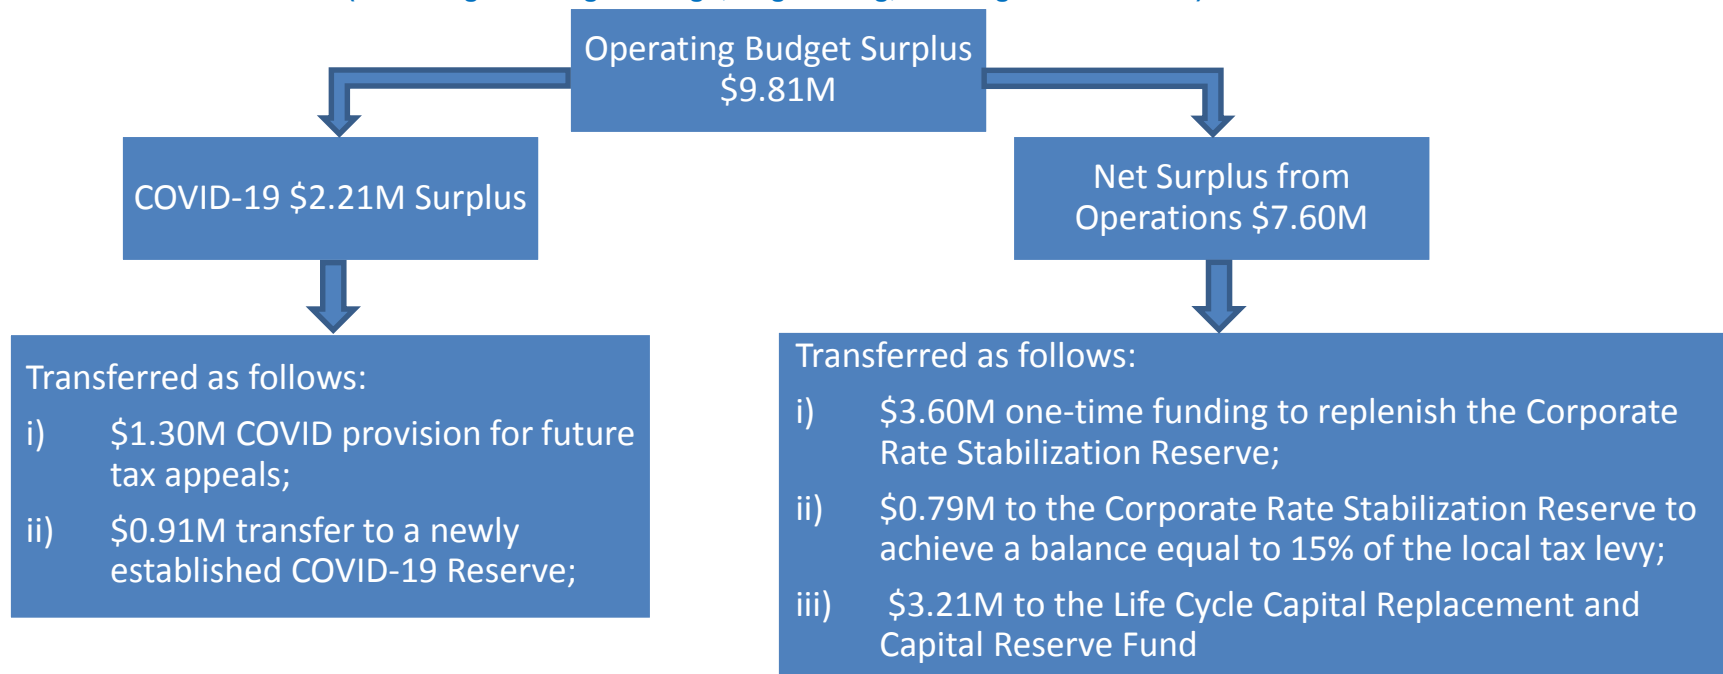 Operating Budget Surplus
$9.81M
COVID-19 $2.21M Surplus
Net Surplus from
Operations $7.60M
Transferred as follows:
i) $1.30M COVID provision for future
tax appeals;
ii) $0.91M transfer to a newly
established COVID-19 Reserve;
Transferred as follows:
i) $3.60M one-time funding to replenish the Corporate
Rate Stabilization Reserve;
ii) $0.79M to the Corporate Rate Stabilization Reserve to
achieve a balance equal to 15% of the local tax levy;
iii) $3.21M to the Life Cycle Capital Replacement and
Capital Reserve Fund